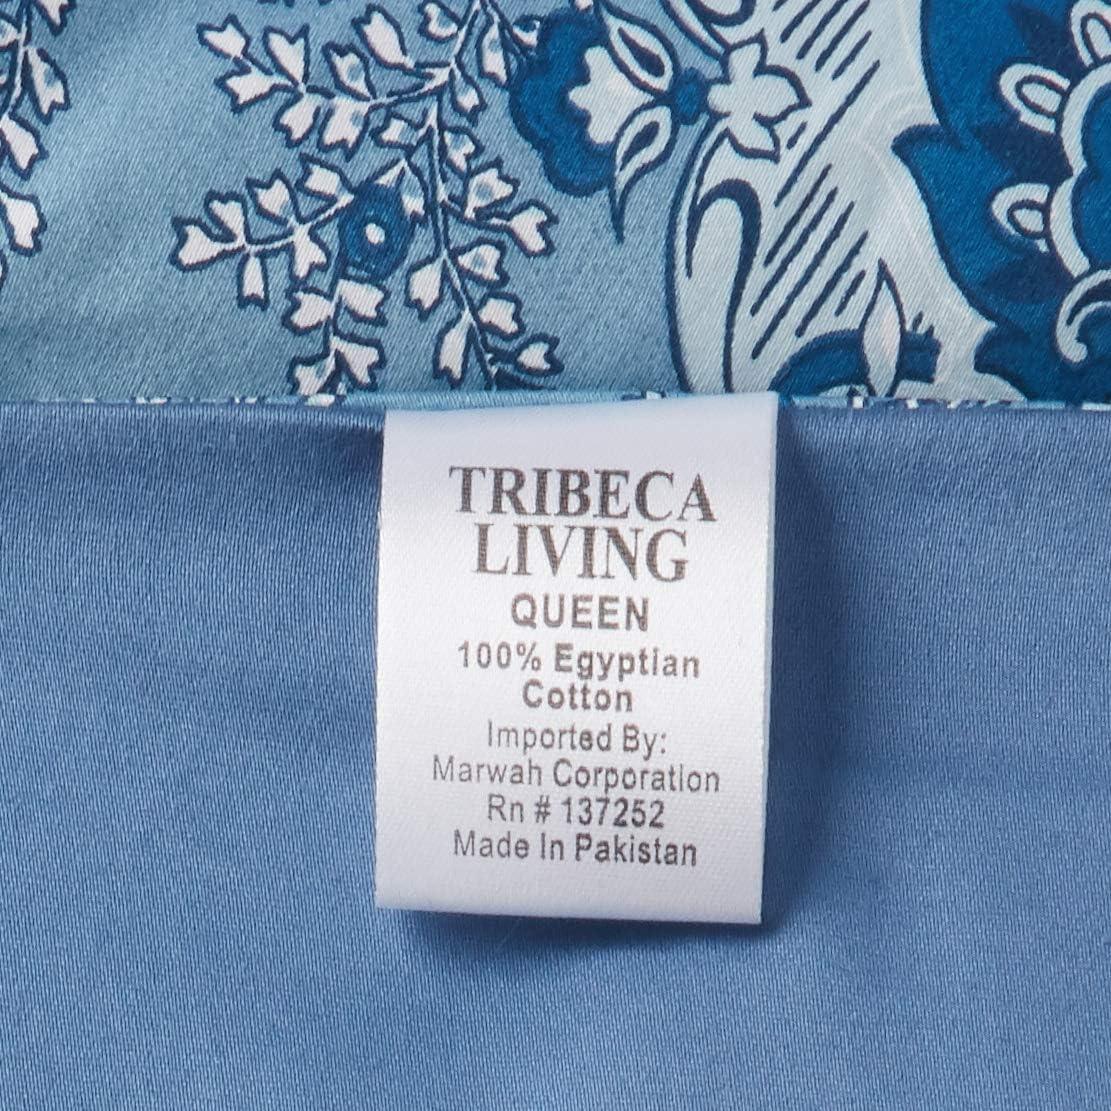 TRIBECA
LIVING
QUEEN
100% Egyptian
Cotton
Imported By:
Marwah Corporation
Rn # 137252
Made In Pakistan